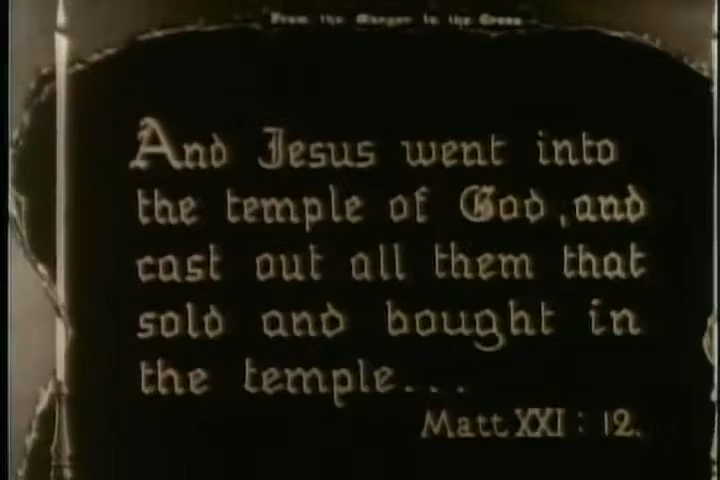 From the Manger to the Cross
And Jesus went into
the temple of God, and
cast out all them that
sold and bought in
the temple...
Matt XXI : 12.